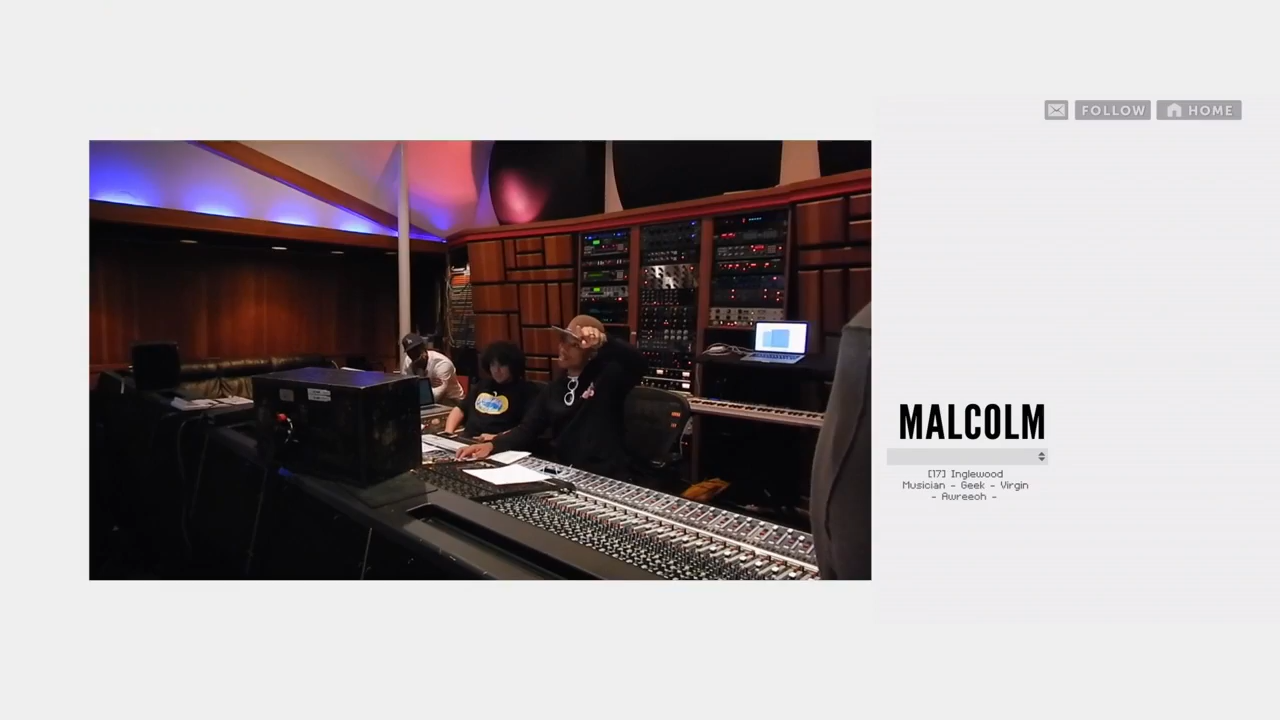 FOLLOW
HOME
MALCOLM
[17] Inglewood
Musician - Geek - Virgin
- Awreeoh -